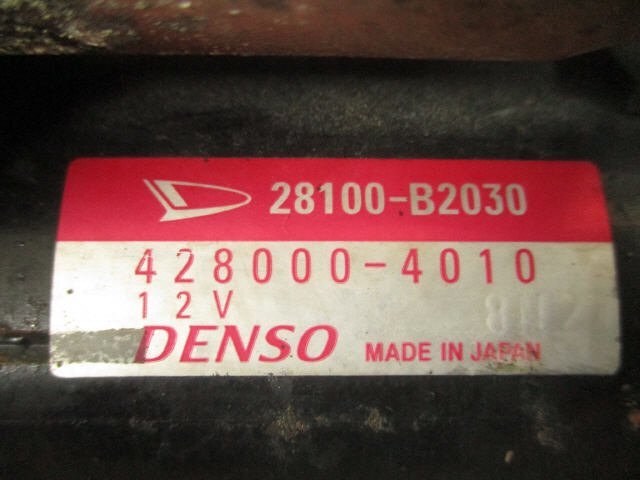 28100-B2030
428000-4010
12V
DENSO MADE IN JAPAN